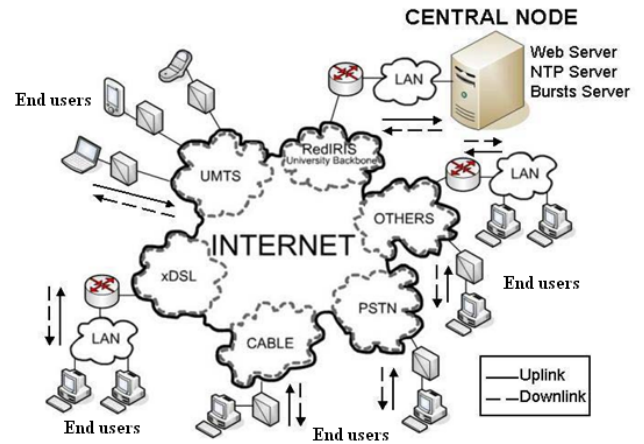 CENTRAL NODE
Web Server
NTP Server
Bursts Server
LAN
End users
RedIRIS
University Backbone
UMTS
LAN
OTHERS
INTERNET
xDSL
End users
PSTN
LAN
CABLE
Uplink
Downlink
End users
End users